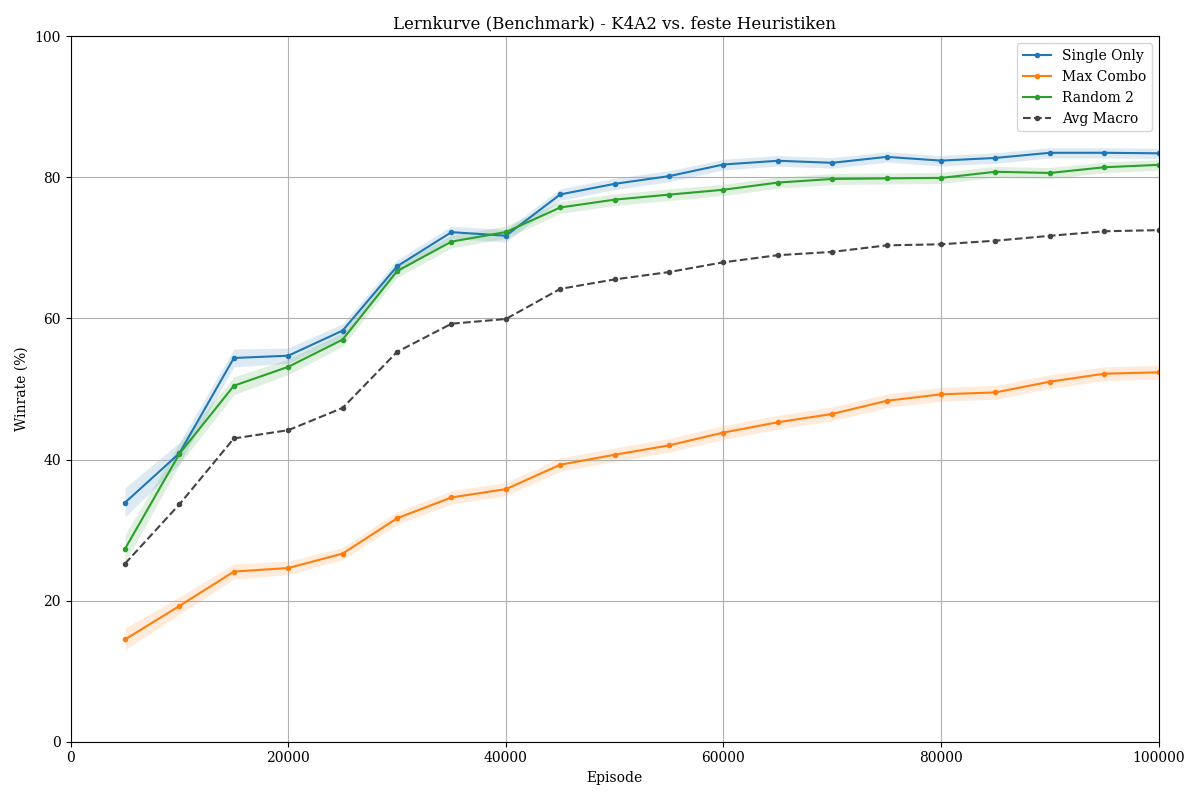 Lernkurve (Benchmark) - K4A2 vs. feste Heuristiken
Winrate (%)
100
80
60
40
20
0
0
20000
40000
60000
80000
100000
Episode
Single Only
Max Combo
Random 2
Avg Macro